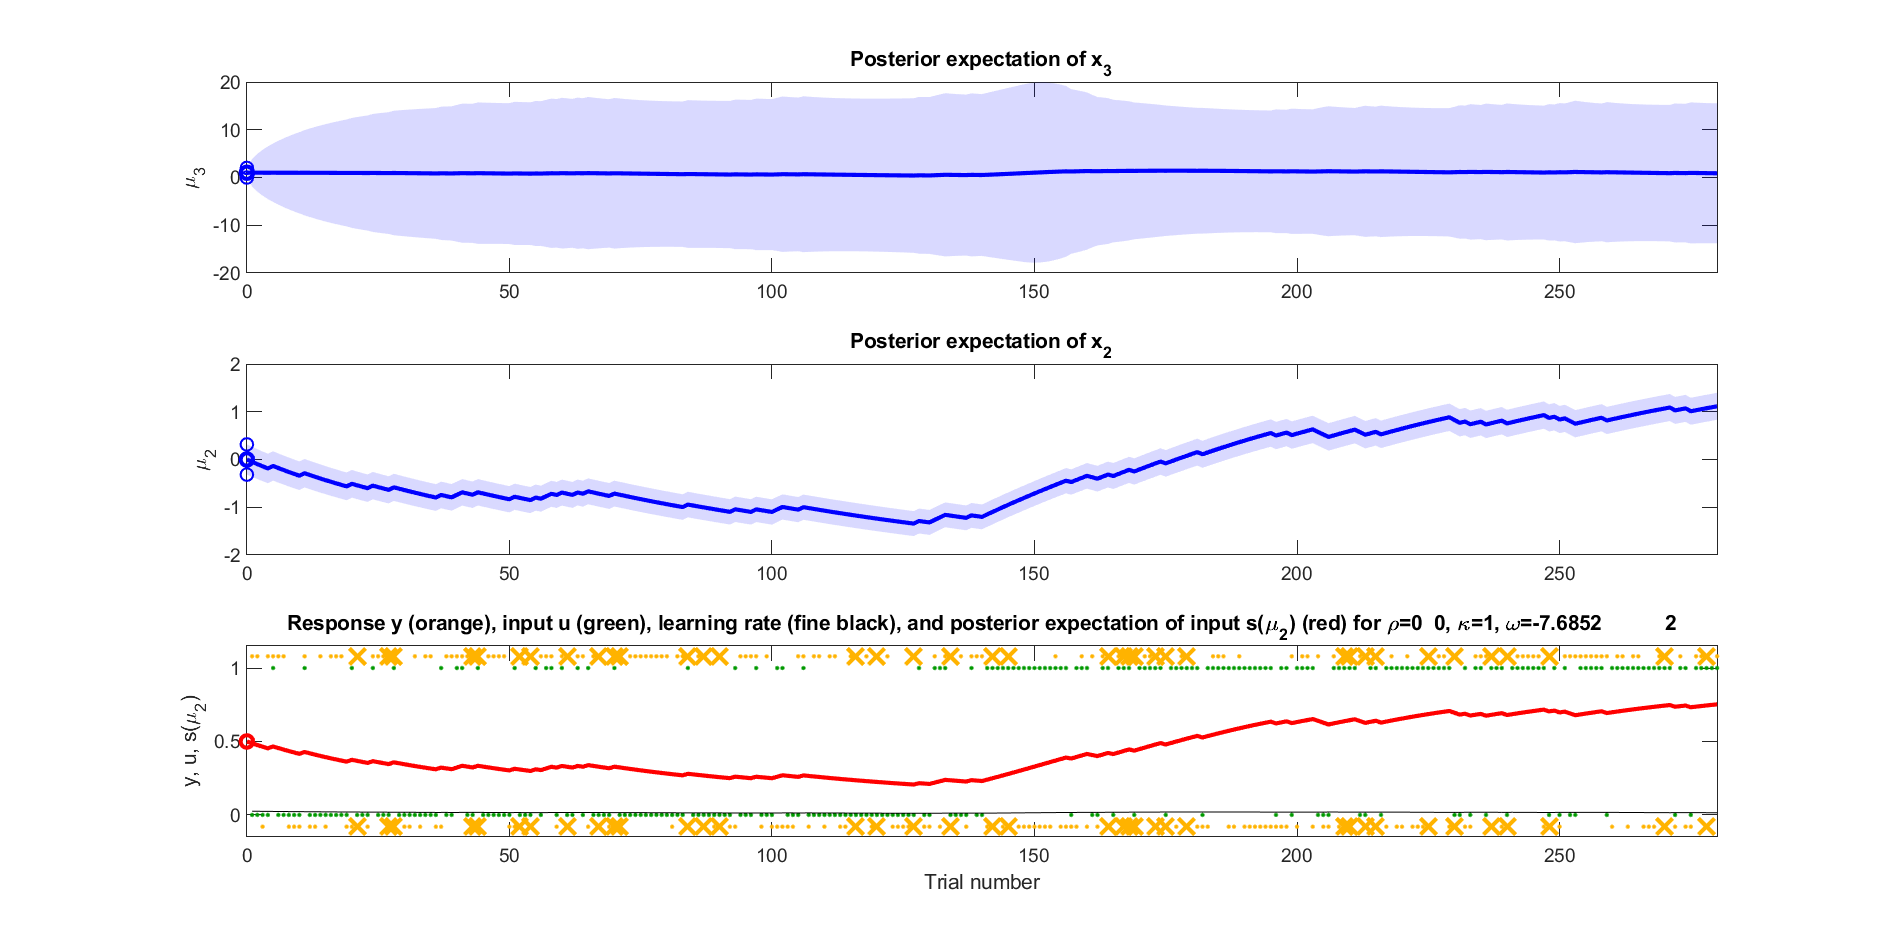 Posterior expectation of x3
20
10
0
-10
-20
μ3
0 50 100 150 200 250
Posterior expectation of x2
2
1
0
-1
-2
μ2
0 50 100 150 200 250
Response y (orange), input u (green), learning rate (fine black), and posterior expectation of input s(μ2) (red) for ρ=0 0, κ=1, ω=-7.6852 2
1
0.5
0
y, u, s(μ2)
0 50 100 150 200 250
Trial number